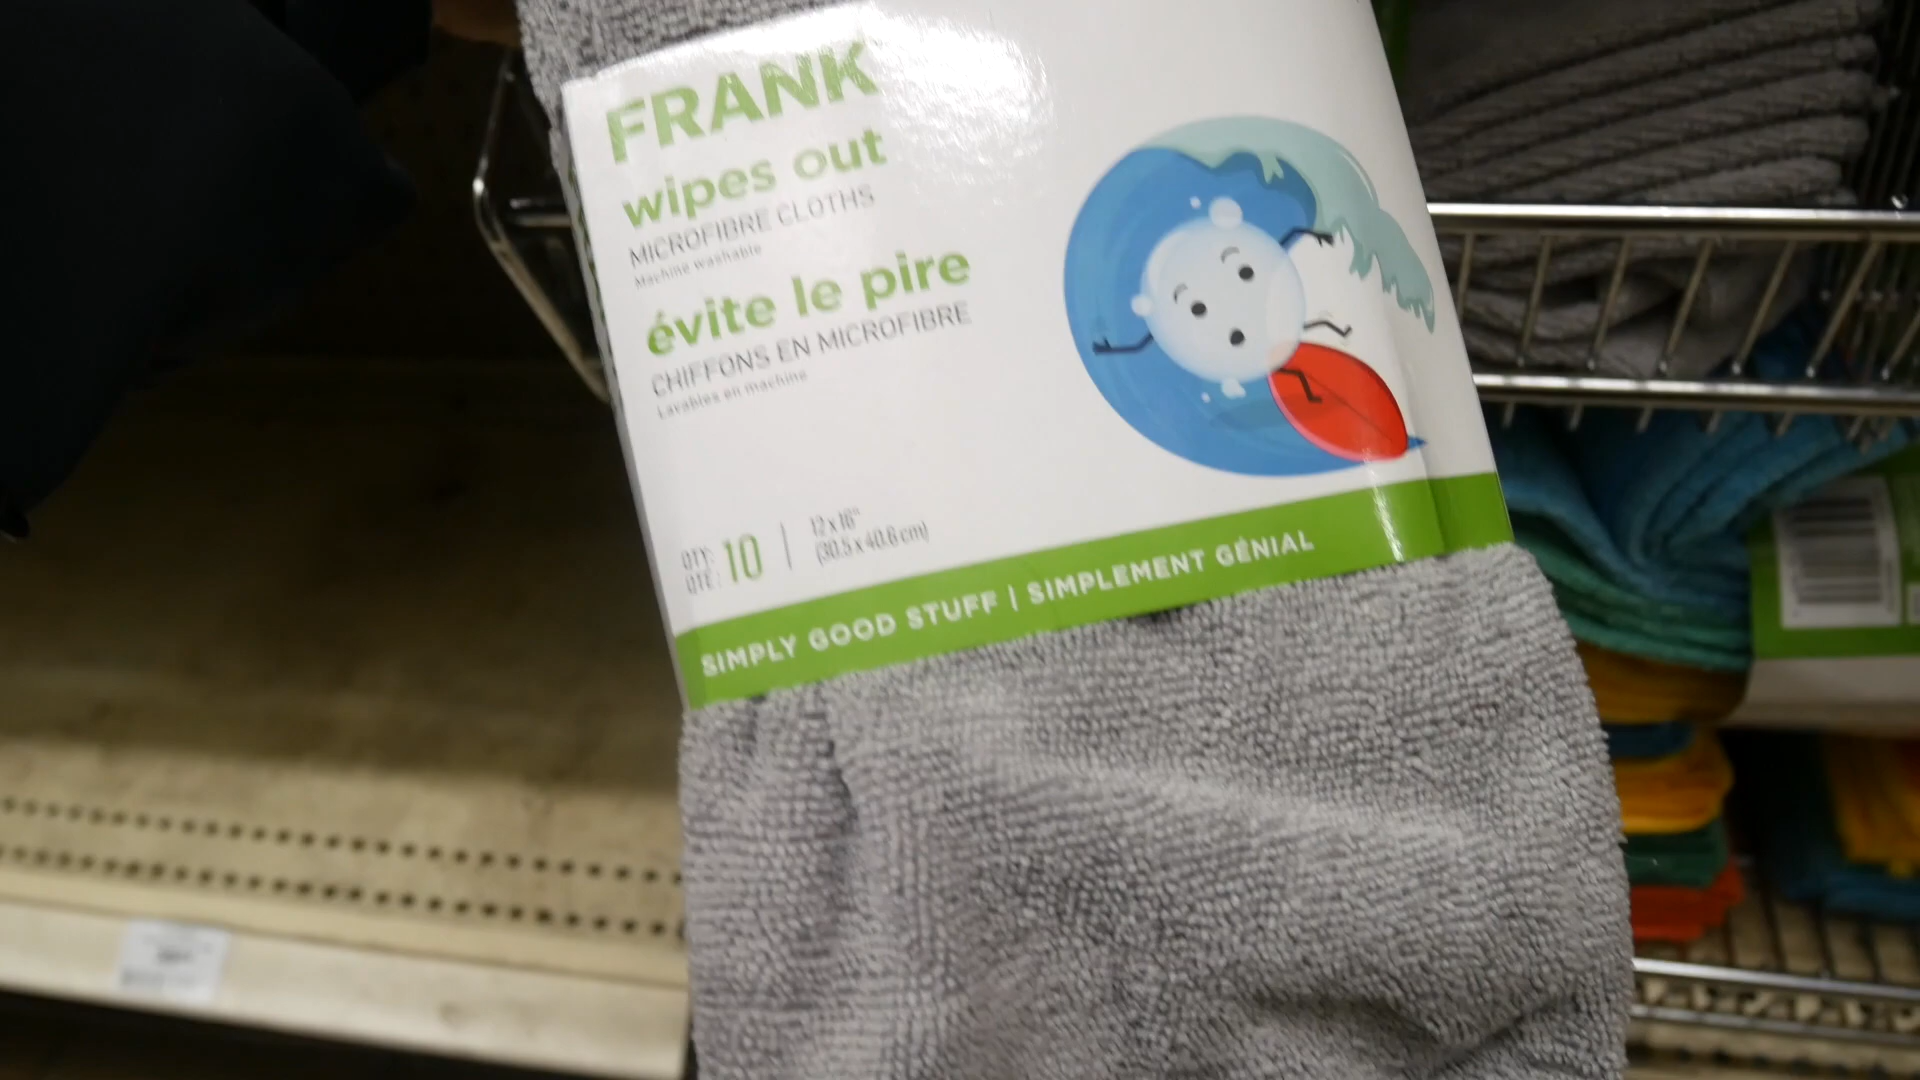 FRANK
wipes out
MICROFIBRE CLOTHS
Machine washable
évite le pire
CHIFFONS EN MICROFIBRE
Lavables en machine
QTY: 10
QTÉ:
12 x 16"
(30.5 x 40.6 cm)
SIMPLY GOOD STUFF | SIMPLEMENT GÉNIAL